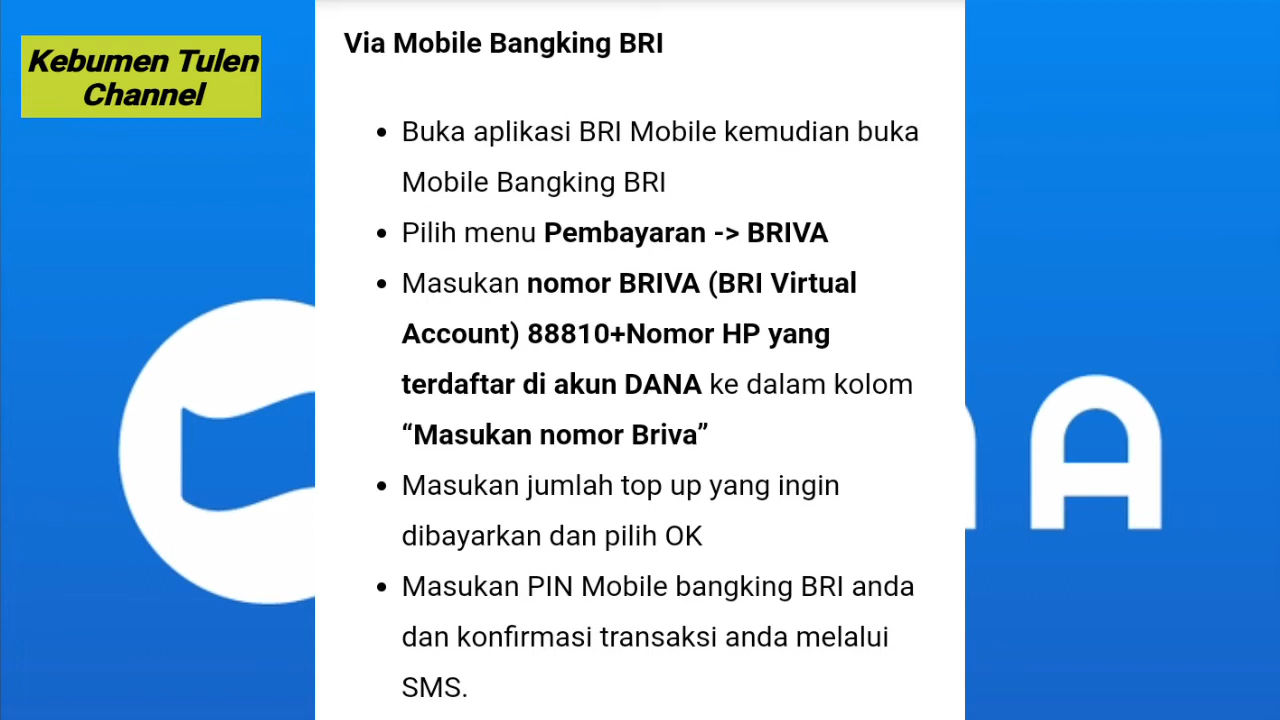 Kebumen Tulen
Channel
Via Mobile Bangking BRI
• Buka aplikasi BRI Mobile kemudian buka
Mobile Bangking BRI
• Pilih menu Pembayaran -> BRIVA
• Masukan nomor BRIVA (BRI Virtual
Account) 88810+Nomor HP yang
terdaftar di akun DANA ke dalam kolom
“Masukan nomor Briva”
• Masukan jumlah top up yang ingin
dibayarkan dan pilih OK
• Masukan PIN Mobile bangking BRI anda
dan konfirmasi transaksi anda melalui
SMS.
A